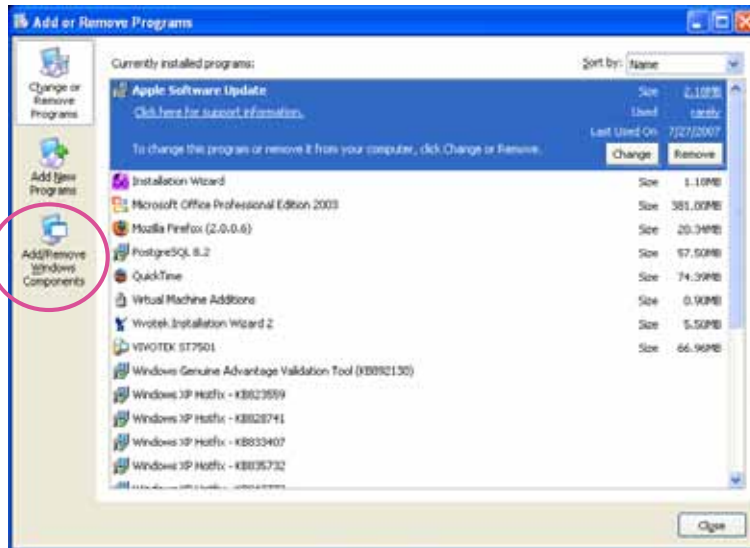 Add or Remove Programs
Change or
Remove
Programs
Add New
Programs
Add/Remove
Windows
Components
Currently installed programs:
Sort by: Name
Apple Software Update Size 2.18MB
Click here for support information. Used rarely
Last Used On 7/27/2007
To change this program or remove it from your computer, click Change or Remove.
Change Remove
Installation Wizard Size 1.18MB
Microsoft Office Professional Edition 2003 Size 381.00MB
Mozilla Firefox (2.0.0.6) Size 20.34MB
PostgreSQL 8.2 Size 57.50MB
QuickTime Size 74.39MB
Virtual Machine Additions Size 0.90MB
Vivotek Installation Wizard 2 Size 5.50MB
VIVOTEK ST7501 Size 66.96MB
Windows Genuine Advantage Validation Tool (KB892130)
Windows XP Hotfix - KB823559
Windows XP Hotfix - KB828741
Windows XP Hotfix - KB833407
Windows XP Hotfix - KB835732
Close